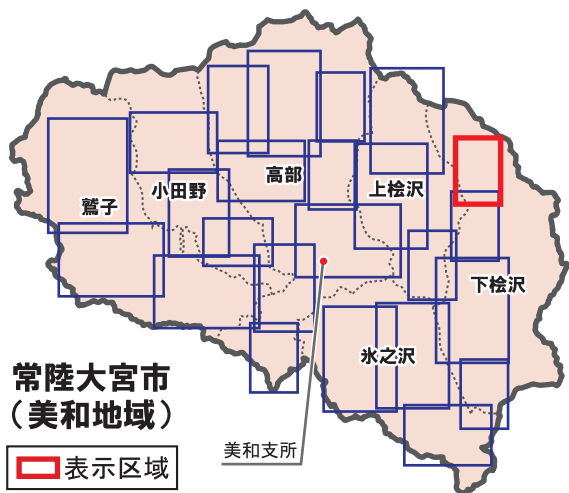 高部
小田野
上桧沢
鷲子
下桧沢
氷之沢
常陸大宮市
（美和地域）
美和支所
表示区域